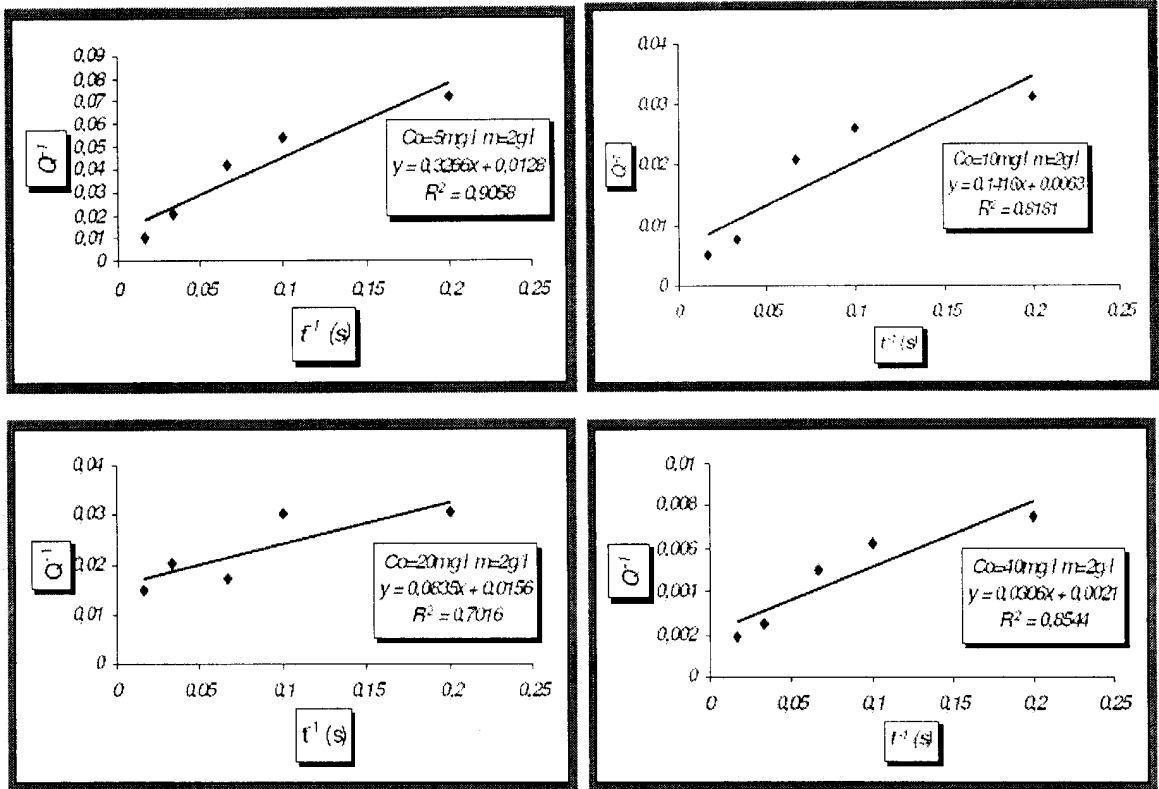 0,09
0,08
0,07
0,06
0,05
0,04
0,03
0,02
0,01
0
Q⁻¹
0 0,05 0,1 0,15 0,2 0,25
t⁻¹ (s)
Co=5mg/l m=2g/l
y = 0,3266x + 0,0128
R² = 0,9058
0,04
0,03
0,02
0,01
0
Q⁻¹
0 0,05 0,1 0,15 0,2 0,25
t⁻¹ (s)
Co=10mg/l m=2g/l
y = 0,1416x + 0,0063
R² = 0,8181
0,04
0,03
0,02
0,01
0
Q⁻¹
0 0,05 0,1 0,15 0,2 0,25
t⁻¹ (s)
Co=20mg/l m=2g/l
y = 0,0835x + 0,0156
R² = 0,7016
0,01
0,008
0,006
0,004
0,002
0
Q⁻¹
0 0,05 0,1 0,15 0,2 0,25
t⁻¹ (s)
Co=40mg/l m=2g/l
y = 0,0306x + 0,0021
R² = 0,8544